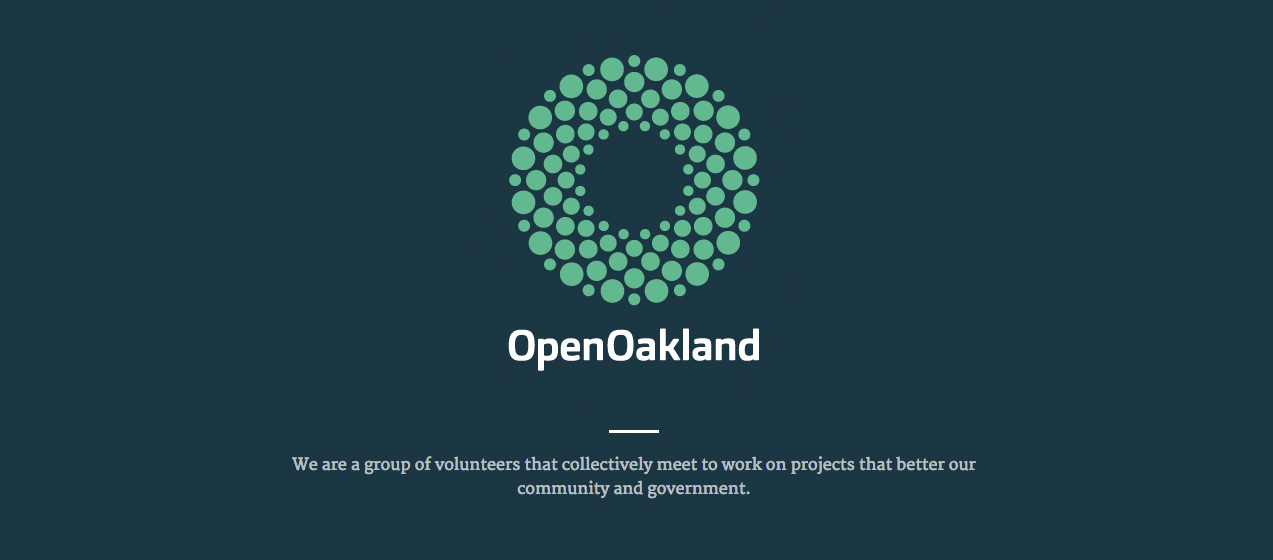 OpenOakland
We are a group of volunteers that collectively meet to work on projects that better our
community and government.